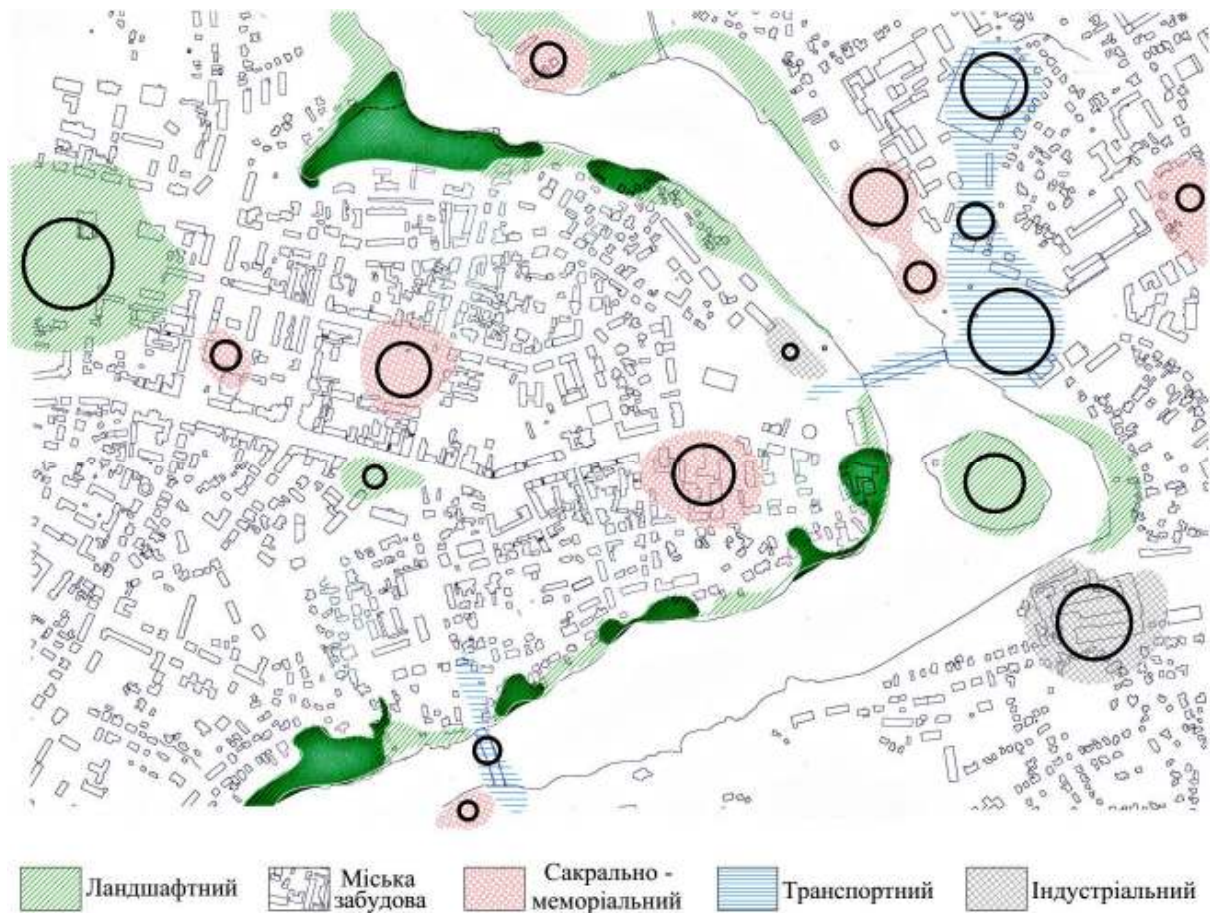 Ландшафтний
Міська
забудова
Сакрально -
меморіальний
Транспортний
Індустріальний